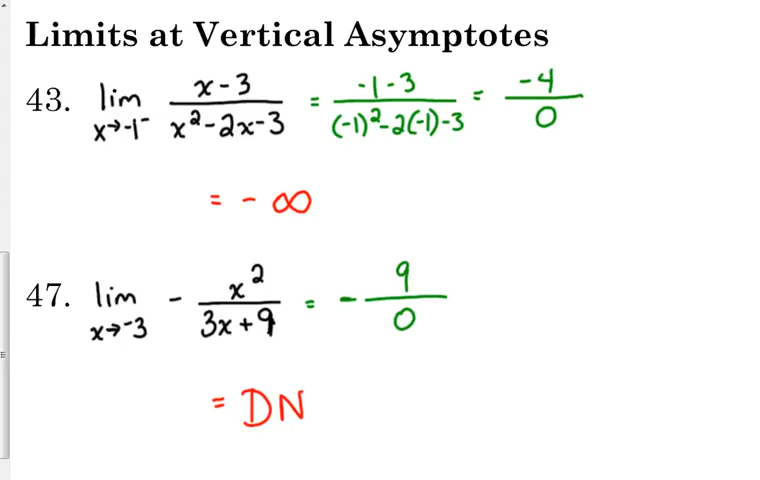 Limits at Vertical Asymptotes
43. lim x→-1⁻ (x-3)/(x²-2x-3) = (-1-3)/((-1)²-2(-1)-3) = -4/0
= -∞
47. lim x→-3 - x²/(3x+9) = - 9/0
= DN